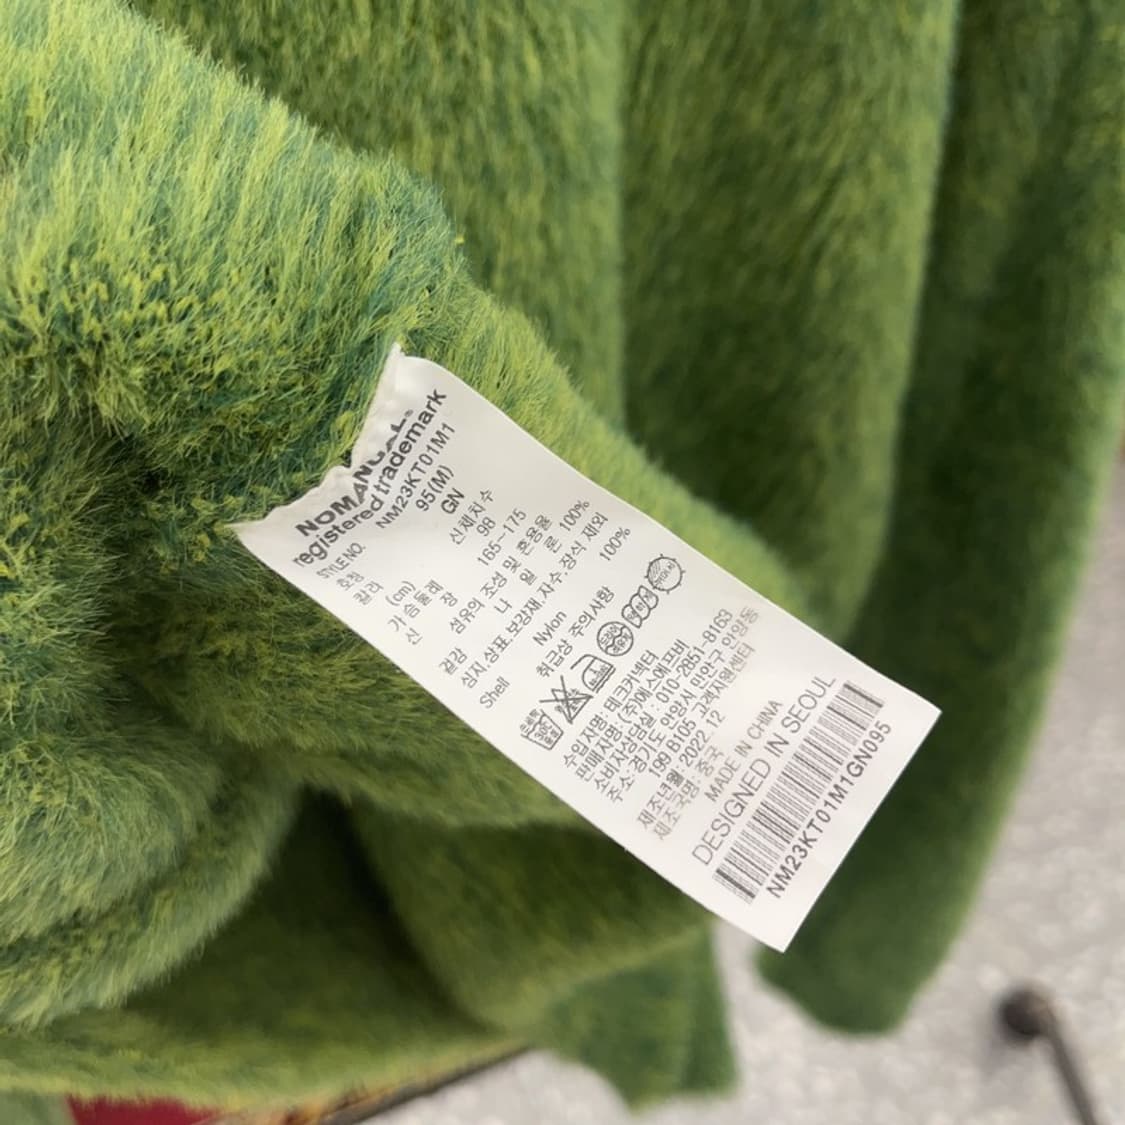 NOMANUAL®
registered trademark
STYLE NO. NM23KT01M1
호칭 95(M)
컬러 GN
(cm) 신체치수
가슴둘레 98
신 장 165~175
섬유의 조성 및 혼용율
겉감 나 일 론 100%
심지,상표,보강재,자수,장식 제외
Shell Nylon 100%
취급상 주의사항
30℃
수입자명: 테크커넥터
판매자명: (주)에스에프비
소비자상담실 : 010-2851-8163
주소: 경기도 안양시 만안구 안양동
199 B105 고객지원센터
제조년월: 2022.12
제조국명: 중국
MADE IN CHINA
DESIGNED IN SEOUL
NM23KT01M1GN095